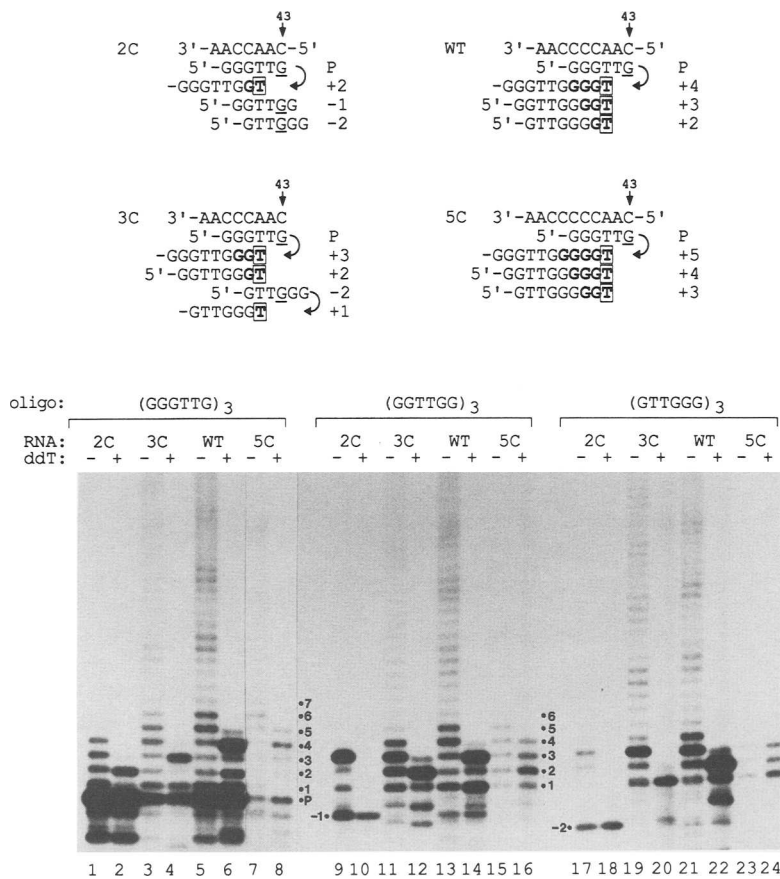 43
2C 3'-AACCAAC-5'
5'-GGGTTG P
-GGGTTGGT +2
5'-GGTTGG -1
5'-GTTGGG -2
43
WT 3'-AACCCCAAC-5'
5'-GGGTTG P
-GGGTTGGGGT +4
5'-GGTTGGGGT +3
5'-GTTGGGGT +2
43
3C 3'-AACCCAAC
5'-GGGTTG P
-GGGTTGGGT +3
5'-GGTTGGGT +2
5'-GTTGGG -2
-GTTGGGT +1
43
5C 3'-AACCCCCAAC-5'
5'-GGGTTG P
-GGGTTGGGGGT +5
5'-GGTTGGGGGT +4
5'-GTTGGGGGT +3
oligo: (GGGTTG)3 (GGTTGG)3 (GTTGGG)3
RNA: 2C 3C WT 5C 2C 3C WT 5C 2C 3C WT 5C
ddT: - + - + - + - + - + - + - + - + - + - + - + - +
•7
•6
•5
•4
•3
•2
•1
•P
-1•
•6
•5
•4
•3
•2
•1
-2•
1 2 3 4 5 6 7 8 9 10 11 12 13 14 15 16 17 18 19 20 21 22 23 24